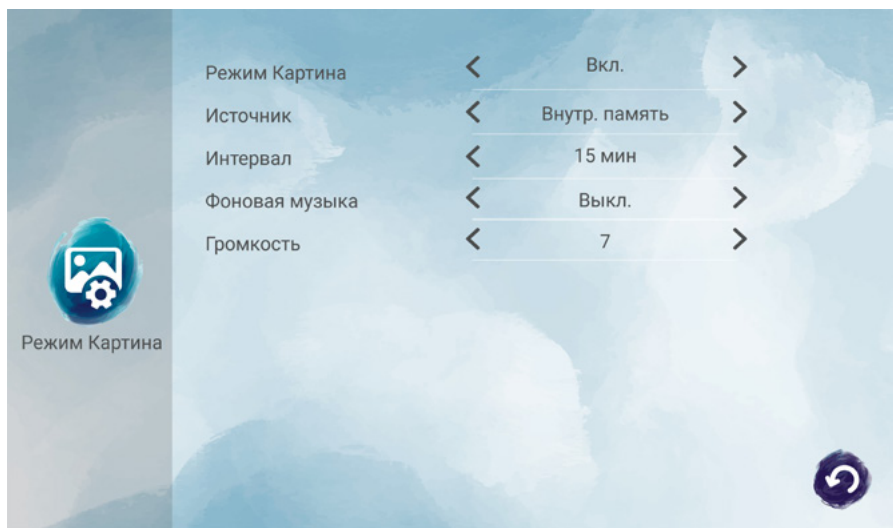 Режим Картина Вкл.
Источник Внутр. память
Интервал 15 мин
Фоновая музыка Выкл.
Громкость 7
Режим Картина